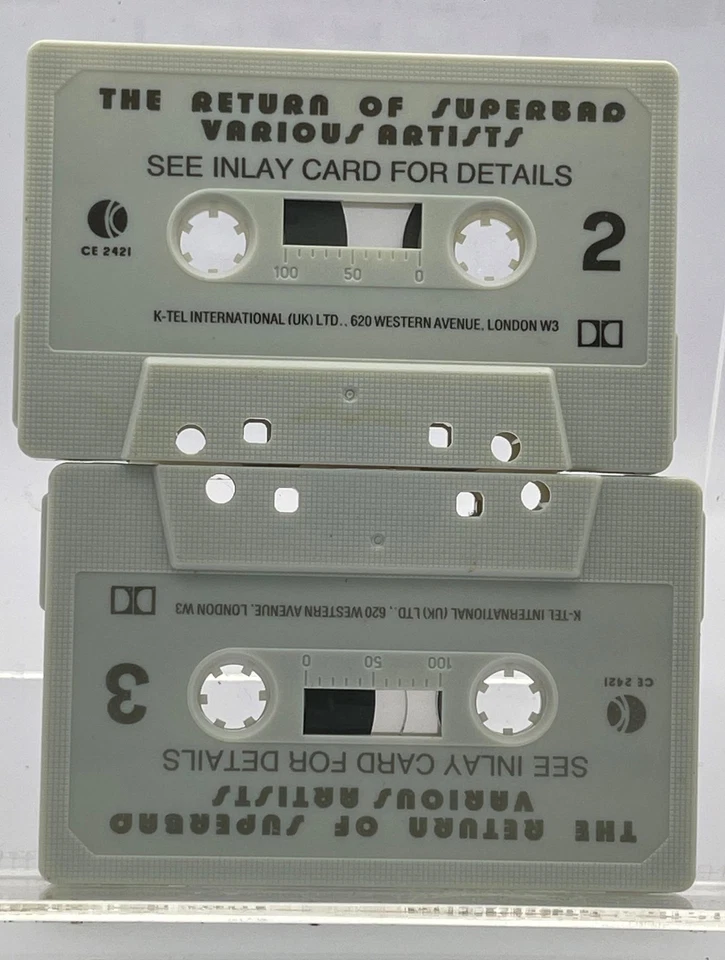 THE RETURN OF SUPERBAD
VARIOUS ARTISTS
SEE INLAY CARD FOR DETAILS
K
CE 2421
100 50 0
2
K-TEL INTERNATIONAL (UK) LTD., 620 WESTERN AVENUE, LONDON W3
K-TEL INTERNATIONAL (UK) LTD., 620 WESTERN AVENUE, LONDON W3
3
0 50 100
CE 2421
K
SEE INLAY CARD FOR DETAILS
VARIOUS ARTISTS
THE RETURN OF SUPERBAD